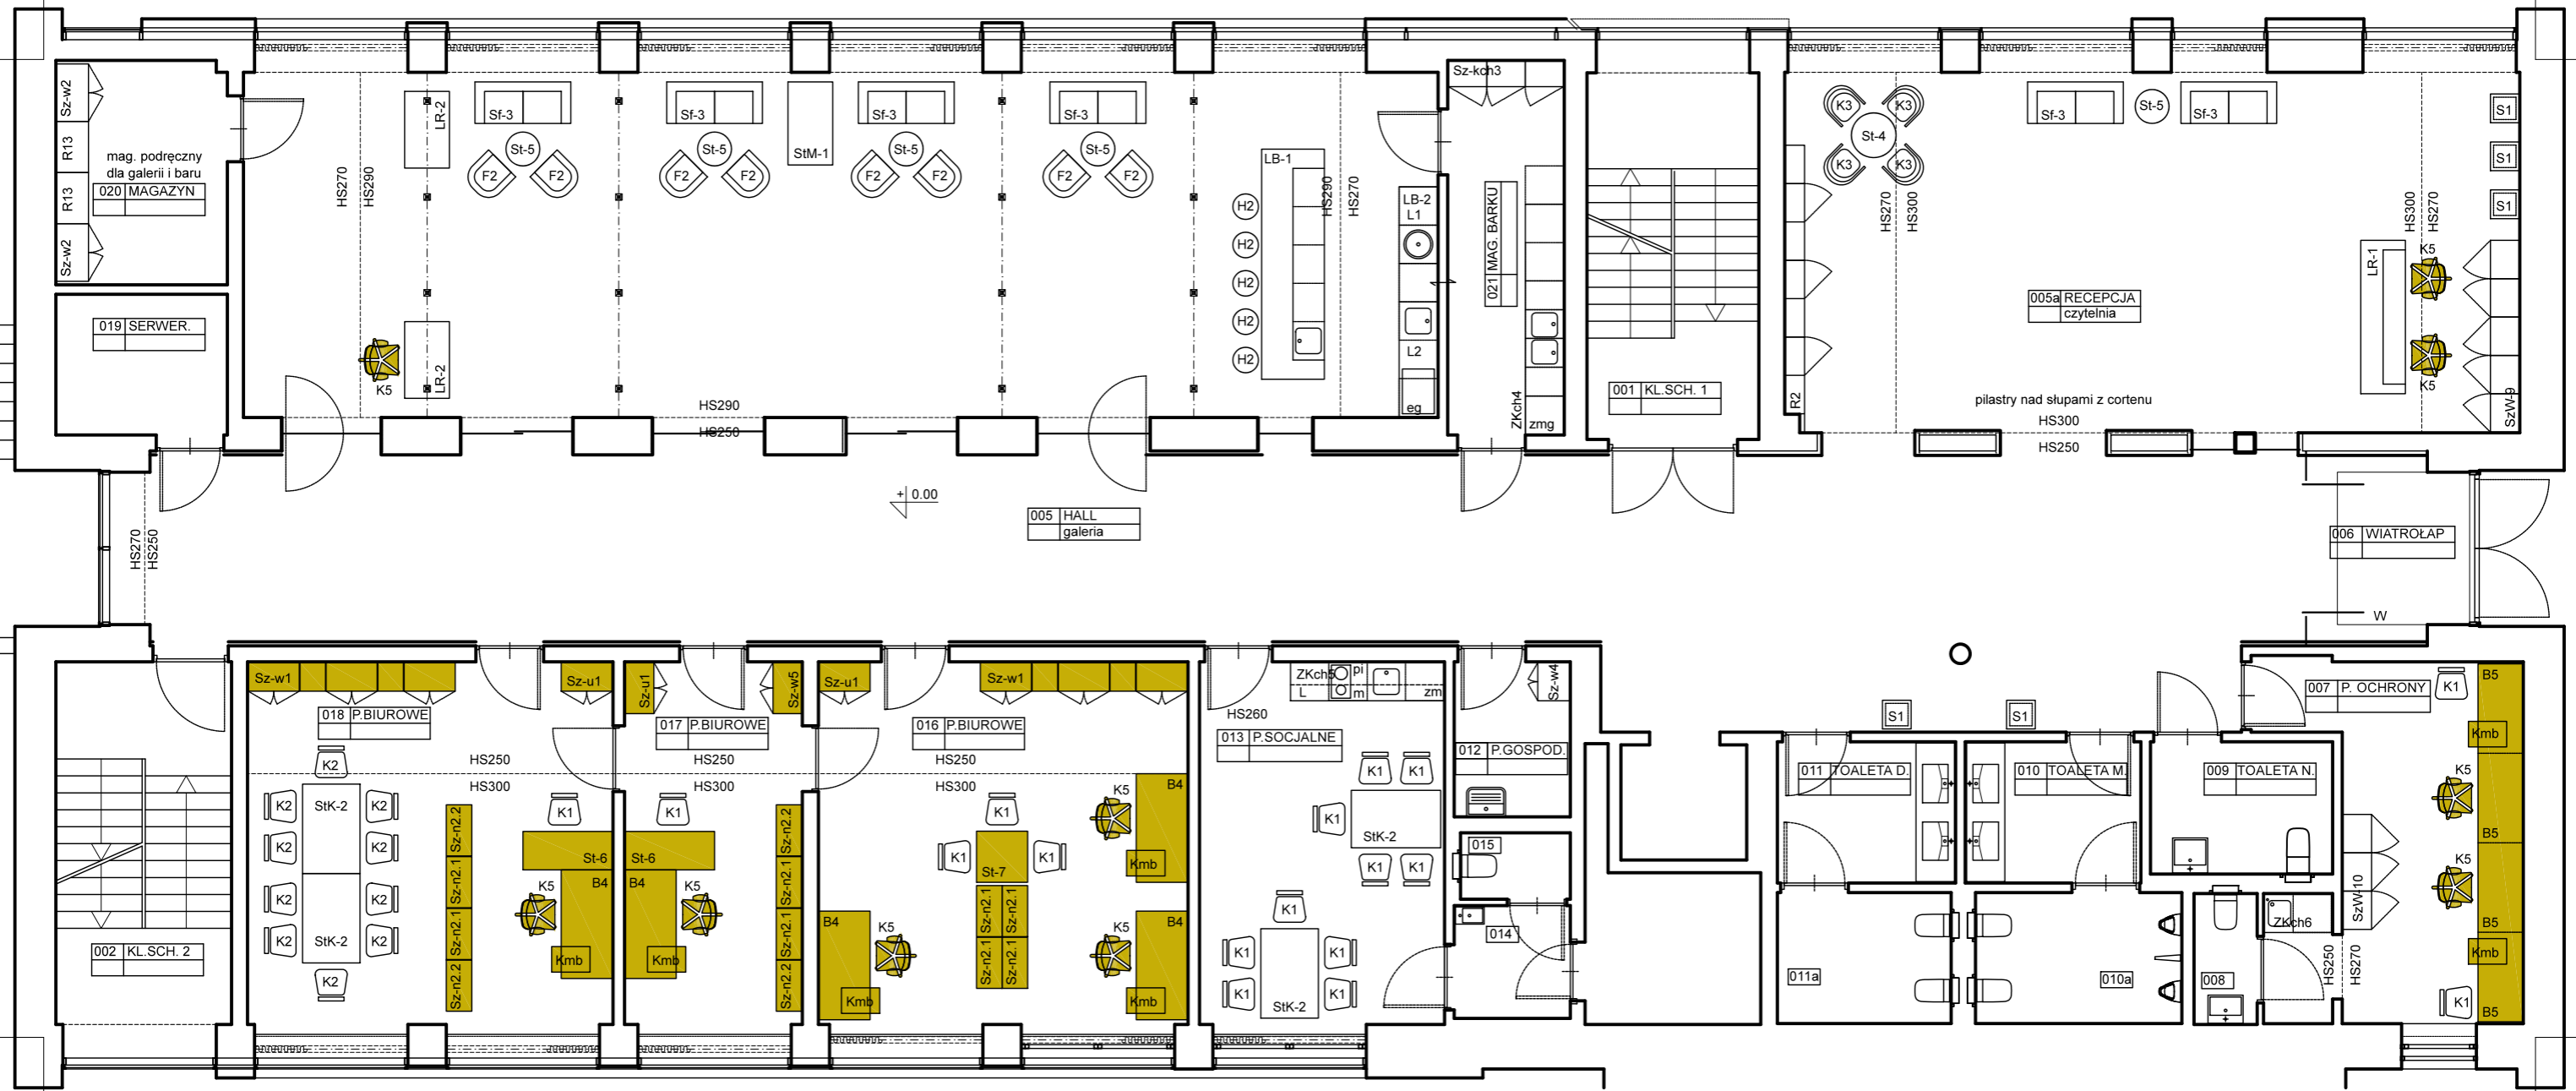 Sz-w2
R13
R13
Sz-w2
mag. podręczny
dla galerii i baru
020 MAGAZYN
019 SERWER.
HS270
HS290
LR-2
LR-2
K5
Sf-3
St-5
F2 F2
Sf-3
St-5
F2 F2
StM-1
Sf-3
St-5
F2 F2
Sf-3
St-5
F2 F2
HS290
HS250
H2
H2
H2
H2
H2
LB-1
HS290
HS270
LB-2
L1
L2
eg
Sz-kch3
021 MAG. BARKU
ZKch4
zmg
001 KL.SCH. 1
R2
K3 K3
St-4
K3 K3
HS270
HS300
Sf-3
St-5
Sf-3
005a RECEPCJA
czytelnia
pilastry nad słupami z cortenu
HS300
HS250
HS300
HS270
S1
S1
S1
LR-1
K5
K5
SzW-9
HS270
HS250
+ 0.00
005 HALL
galeria
006 WIATROŁAP
W
002 KL.SCH. 2
Sz-w1
Sz-u1
018 P.BIUROWE
HS250
HS300
K2
StK-2
K2 K2
K2 K2
K2 K2
K2 K2
StK-2
K2
Sz-n2.2
Sz-n2.1
Sz-n2.1
Sz-n2.2
K1
St-6
B4
K5
Kmb
Sz-u1
Sz-w5
017 P.BIUROWE
HS250
HS300
K1
St-6
B4
K5
Kmb
Sz-n2.2
Sz-n2.1
Sz-n2.1
Sz-n2.2
Sz-u1
Sz-w1
016 P.BIUROWE
HS250
HS300
K1
K1 K1
St-7
Sz-n2.1 Sz-n2.1
Sz-n2.1 Sz-n2.1
B4
K5
Kmb
B4
K5
Kmb
B4
K5
Kmb
ZKch5
L
pi
m
zm
HS260
013 P.SOCJALNE
K1 K1
K1
StK-2
K1 K1
K1
K1 K1
K1 K1
StK-2
Sz-w4
012 P.GOSPOD.
015
014
S1
S1
011 TOALETA D.
010 TOALETA M.
009 TOALETA N.
011a
010a
008
ZKch6
HS250
HS270
SzW-10
007 P. OCHRONY
K1
B5
Kmb
K5
B5
K5
B5
Kmb
K1
B5